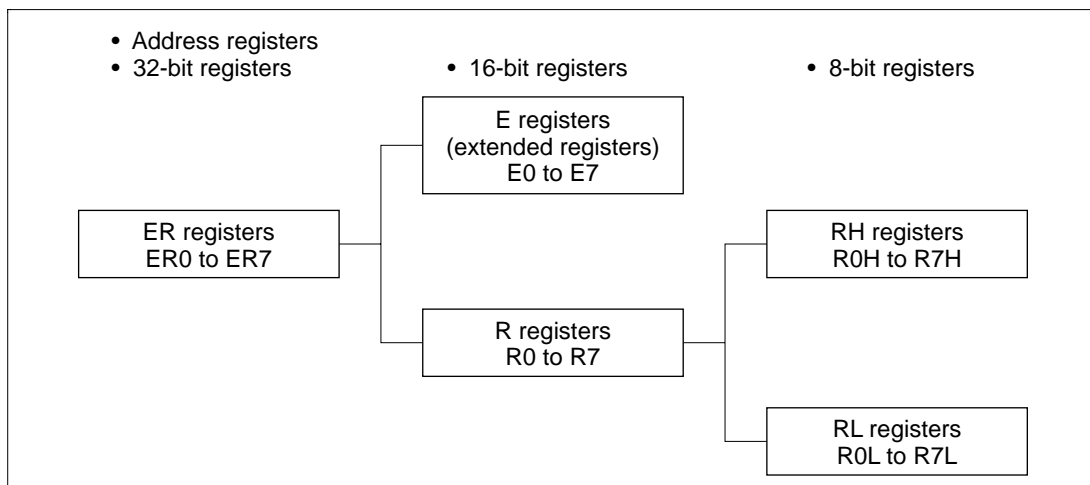 • Address registers
• 32-bit registers
• 16-bit registers
• 8-bit registers
E registers
(extended registers)
E0 to E7
ER registers
ER0 to ER7
RH registers
R0H to R7H
R registers
R0 to R7
RL registers
R0L to R7L